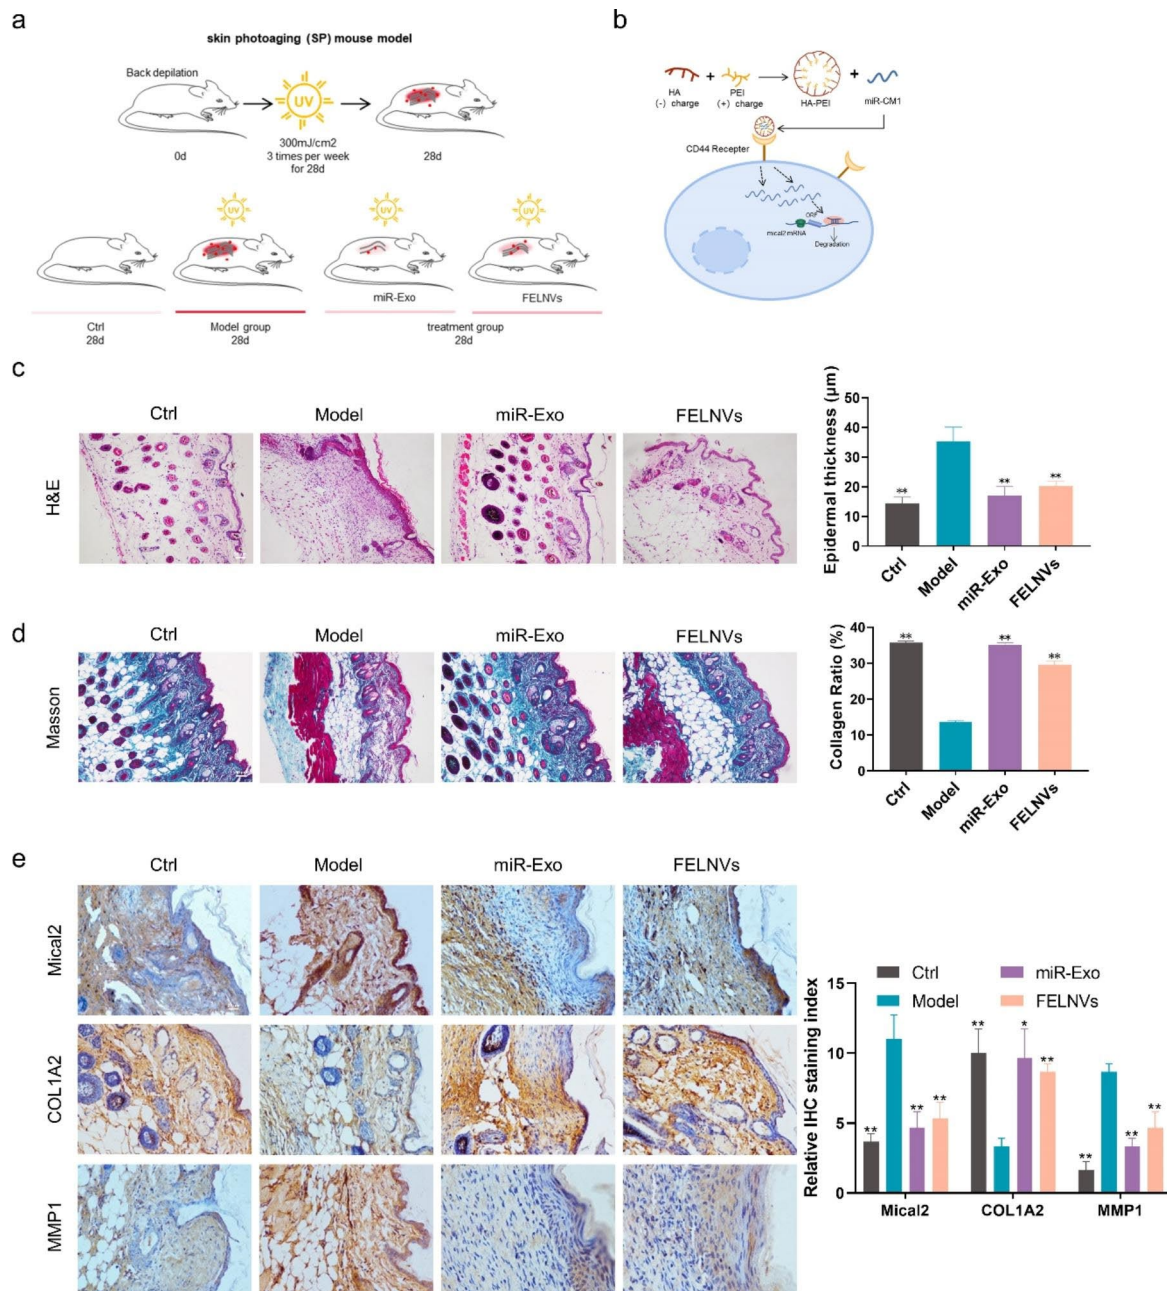 a
skin photoaging (SP) mouse model
Back depilation
UV
300mJ/cm2
3 times per week
for 28d
0d
28d
UV
UV
UV
miR-Exo
FELNVs
Ctrl
28d
Model group
28d
treatment group
28d
b
HA
(-) charge
+
PEI
(+) charge
HA-PEI
+
miR-CM1
CD44 Recepter
ORF
mical2 mRNA
Degradation
c
Ctrl
Model
miR-Exo
FELNVs
H&E
Epidermal thickness (μm)
50
40
30
20
10
0
**
**
**
Ctrl
Model
miR-Exo
FELNVs
d
Ctrl
Model
miR-Exo
FELNVs
Masson
Collagen Ratio (%)
40
30
20
10
0
**
**
**
Ctrl
Model
miR-Exo
FELNVs
e
Ctrl
Model
miR-Exo
FELNVs
Mical2
COL1A2
MMP1
Ctrl
miR-Exo
Model
FELNVs
Relative IHC staining index
15
10
5
0
**
**
**
**
*
**
**
**
**
Mical2
COL1A2
MMP1